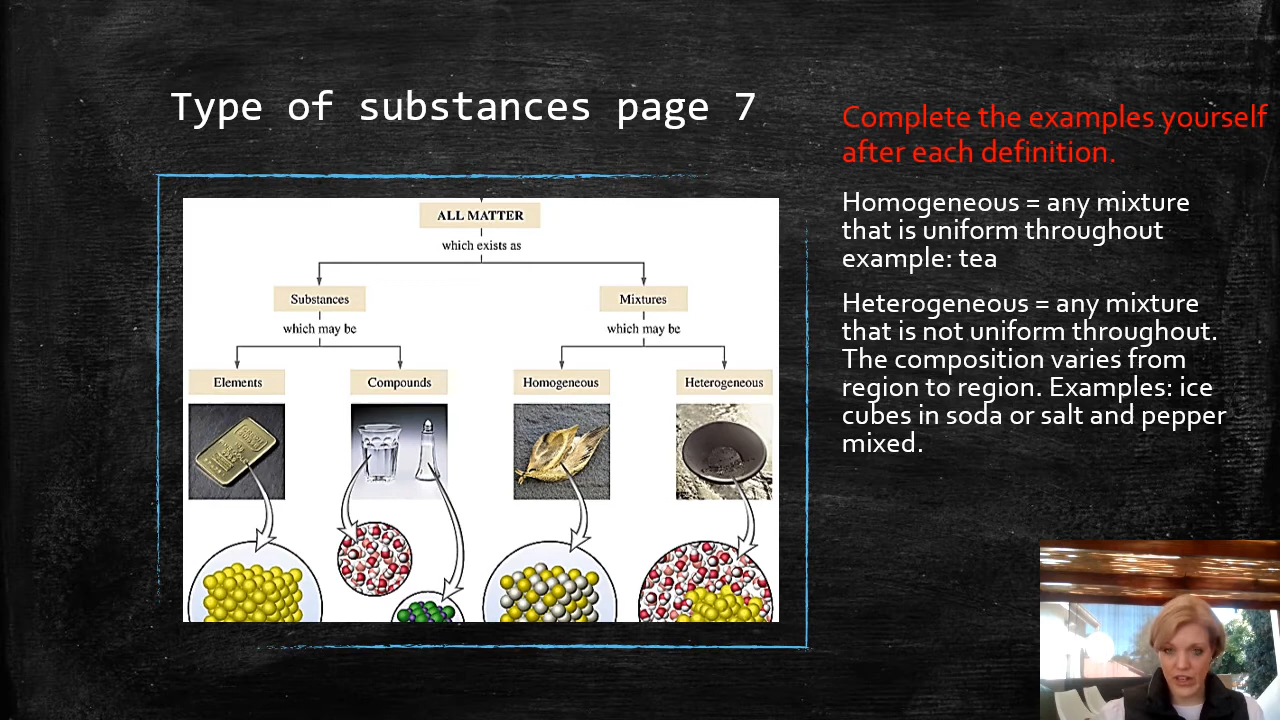 Type of substances page 7
Complete the examples yourself
after each definition.
Homogeneous = any mixture
that is uniform throughout
example: tea
Heterogeneous = any mixture
that is not uniform throughout.
The composition varies from
region to region. Examples: ice
cubes in soda or salt and pepper
mixed.
ALL MATTER
which exists as
Substances
Mixtures
which may be
which may be
Elements
Compounds
Homogeneous
Heterogeneous